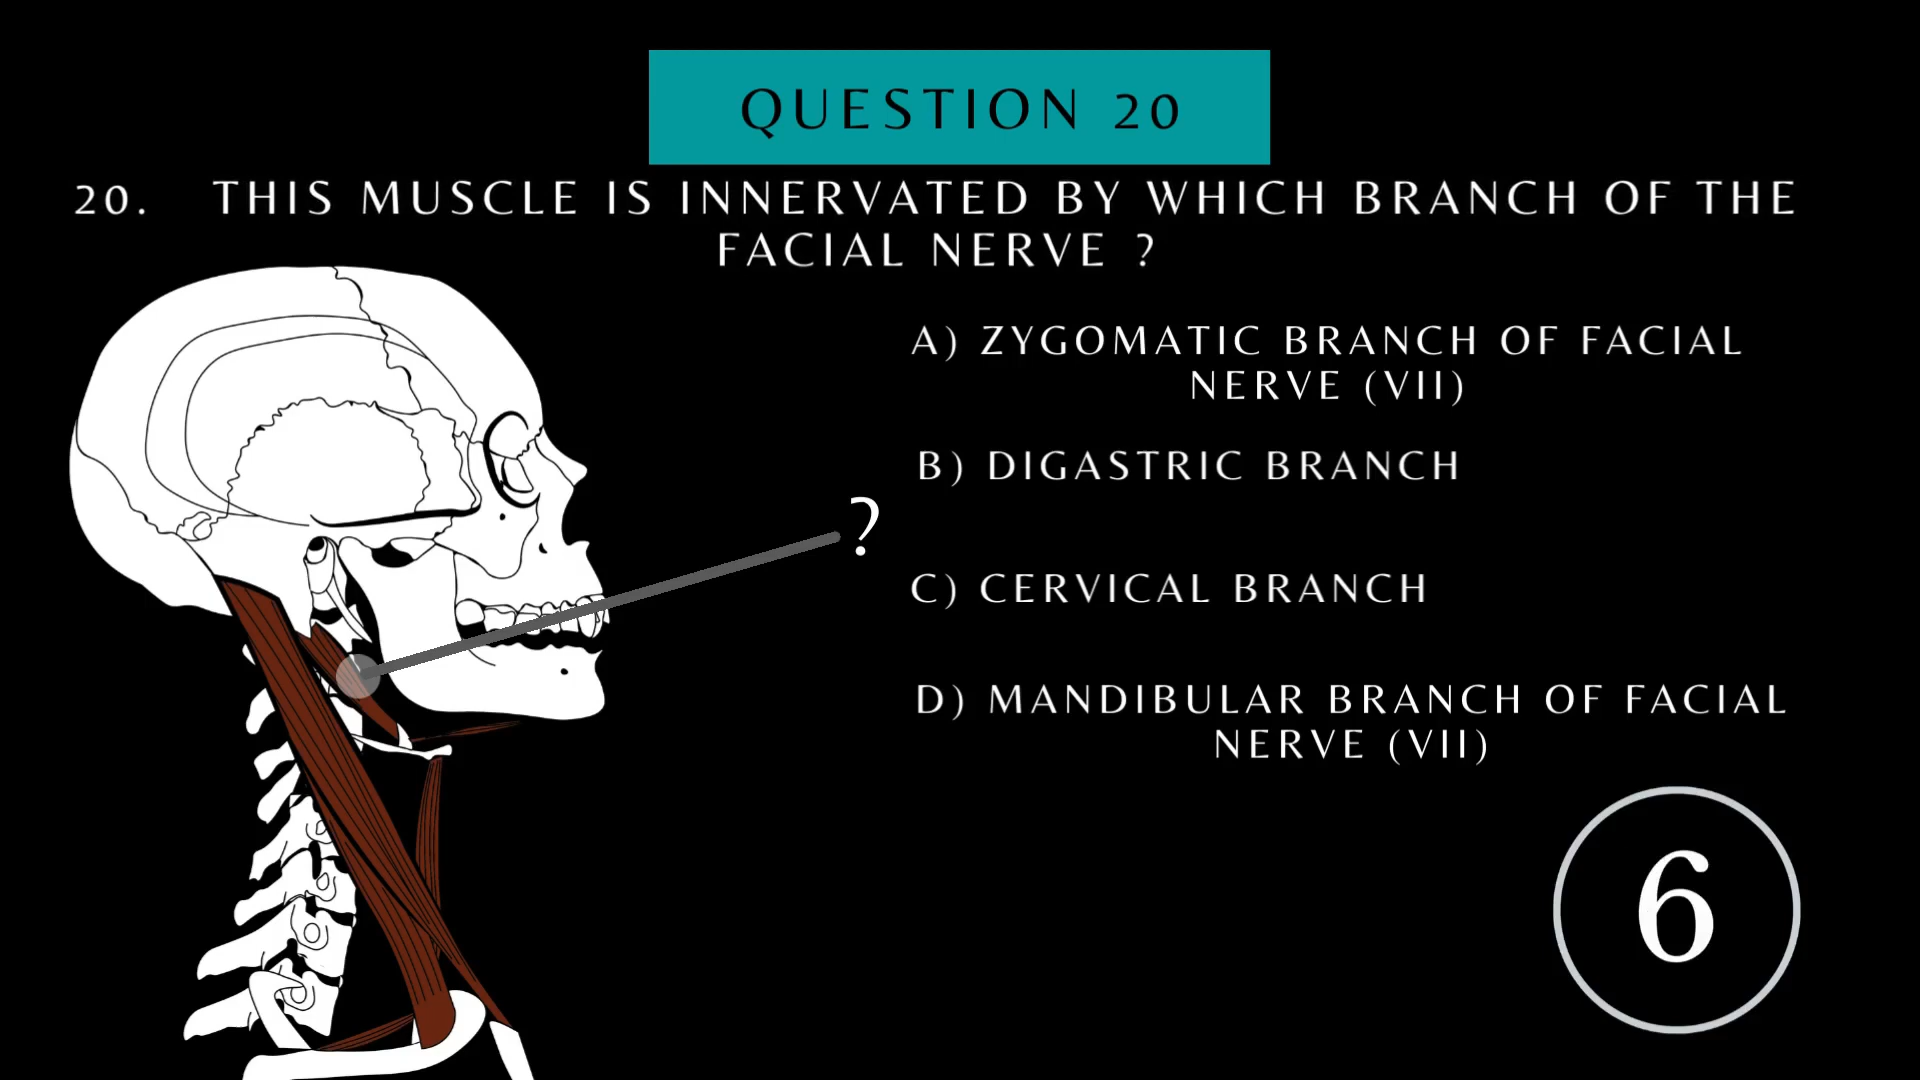 QUESTION 20
20. THIS MUSCLE IS INNERVATED BY WHICH BRANCH OF THE
FACIAL NERVE ?
A) ZYGOMATIC BRANCH OF FACIAL
NERVE (VII)
B) DIGASTRIC BRANCH
?
C) CERVICAL BRANCH
D) MANDIBULAR BRANCH OF FACIAL
NERVE (VII)
6